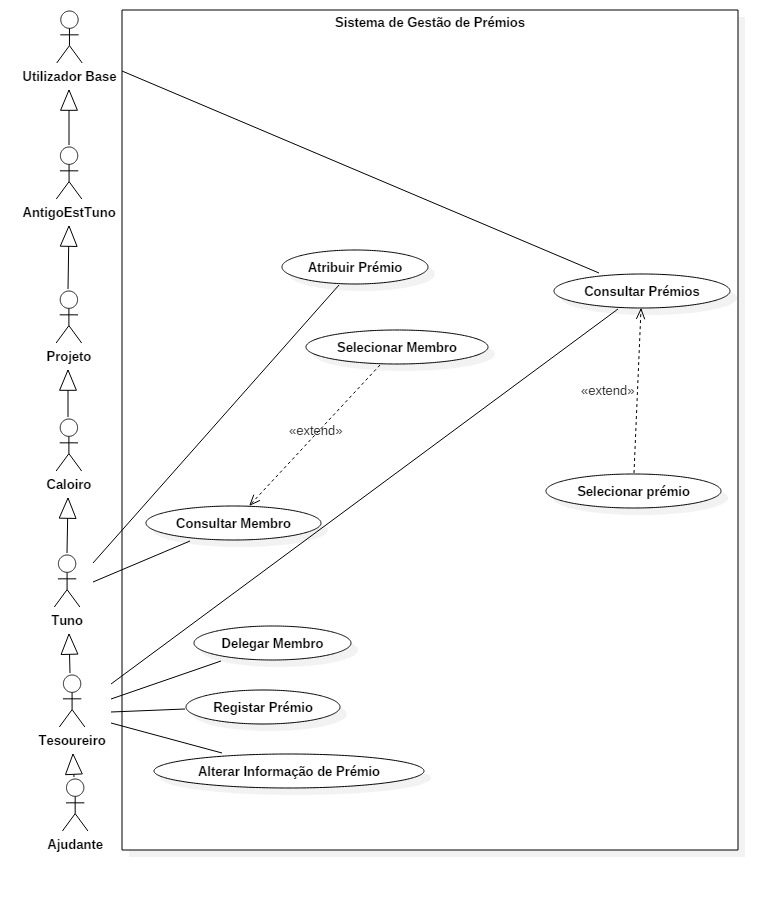 Sistema de Gestão de Prémios
Utilizador Base
AntigoEstTuno
Atribuir Prémio
Consultar Prémios
Selecionar Membro
Projeto
«extend»
«extend»
Caloiro
Selecionar prémio
Consultar Membro
Tuno
Delegar Membro
Registar Prémio
Tesoureiro
Alterar Informação de Prémio
Ajudante